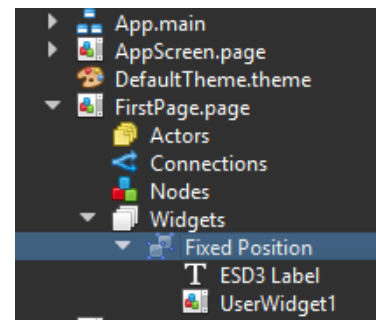 App.main
AppScreen.page
DefaultTheme.theme
FirstPage.page
Actors
Connections
Nodes
Widgets
Fixed Position
ESD3 Label
UserWidget1